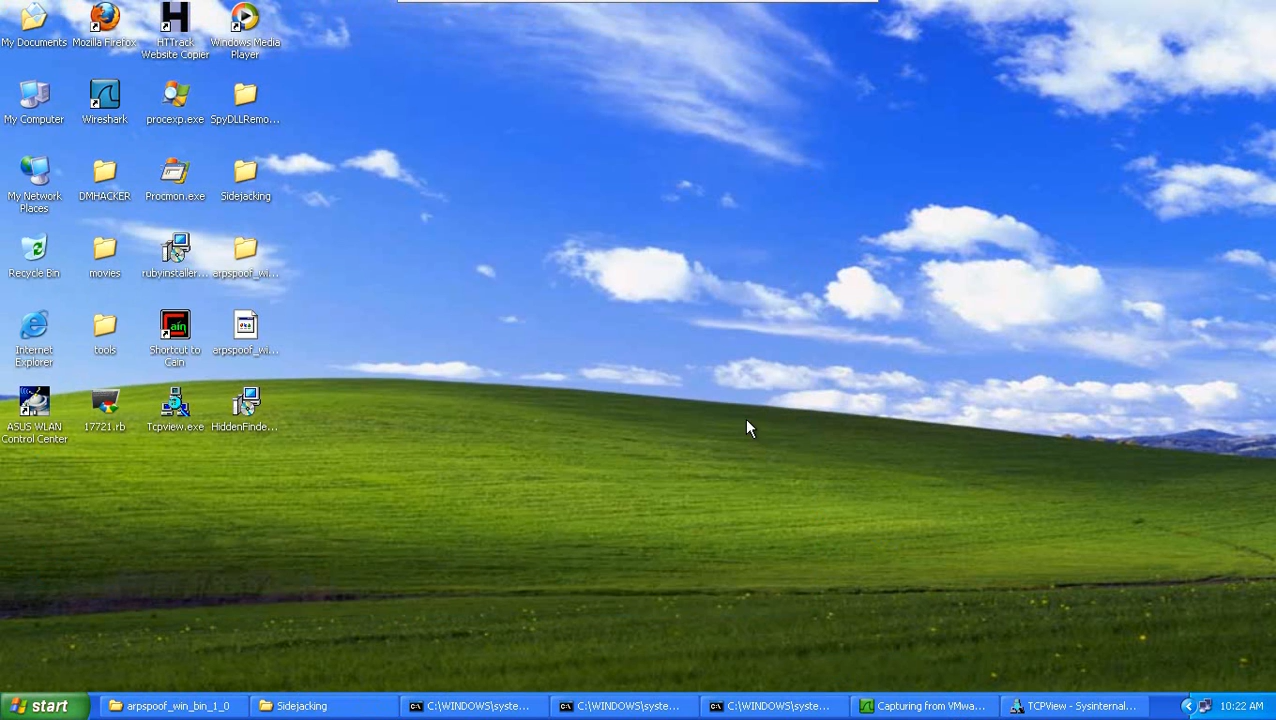 My Documents
Mozilla Firefox
HTTrack
Website Copier
Windows Media
Player
My Computer
Wireshark
procexp.exe
SpyDLLRemo...
My Network
Places
DMHACKER
Procmon.exe
Sidejacking
Recycle Bin
movies
rubyinstaller...
arpspoof_wi...
Internet
Explorer
tools
Shortcut to
Cain
arpspoof_wi...
ASUS WLAN
Control Center
17721.rb
Tcpview.exe
HiddenFinde...
start
arpspoof_win_bin_1_0
Sidejacking
C:\WINDOWS\syste...
C:\WINDOWS\syste...
C:\WINDOWS\syste...
Capturing from VMwa...
TCPView - Sysinternal...
10:22 AM